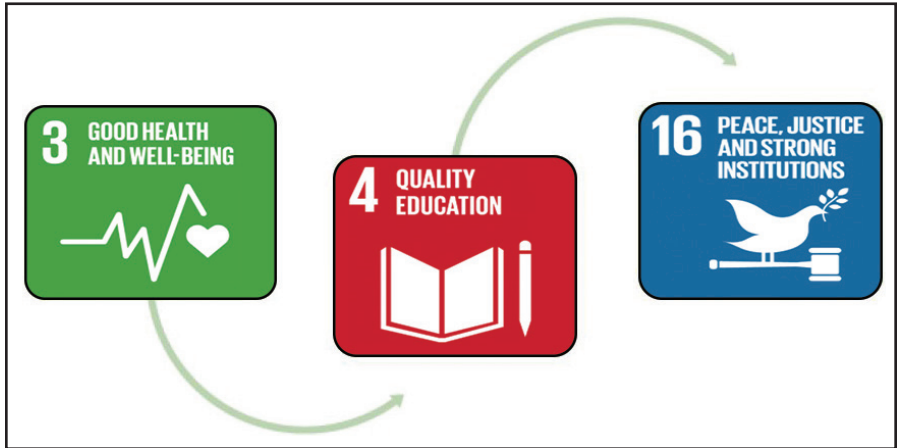 3
GOOD HEALTH
AND WELL-BEING
4
QUALITY
EDUCATION
16
PEACE, JUSTICE
AND STRONG
INSTITUTIONS